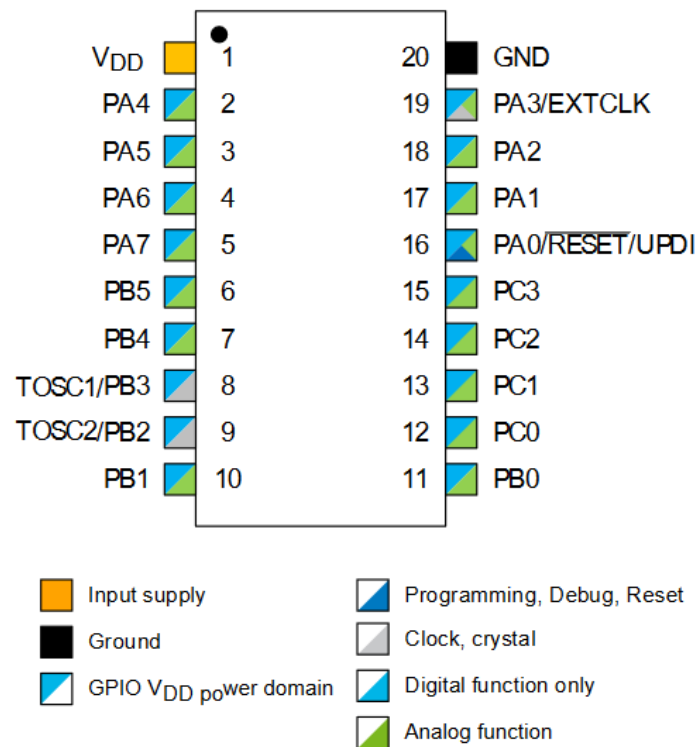 VDD 1 20 GND
PA4 2 19 PA3/EXTCLK
PA5 3 18 PA2
PA6 4 17 PA1
PA7 5 16 PA0/RESET/UPDI
PB5 6 15 PC3
PB4 7 14 PC2
TOSC1/PB3 8 13 PC1
TOSC2/PB2 9 12 PC0
PB1 10 11 PB0
Input supply
Ground
GPIO VDD power domain
Programming, Debug, Reset
Clock, crystal
Digital function only
Analog function